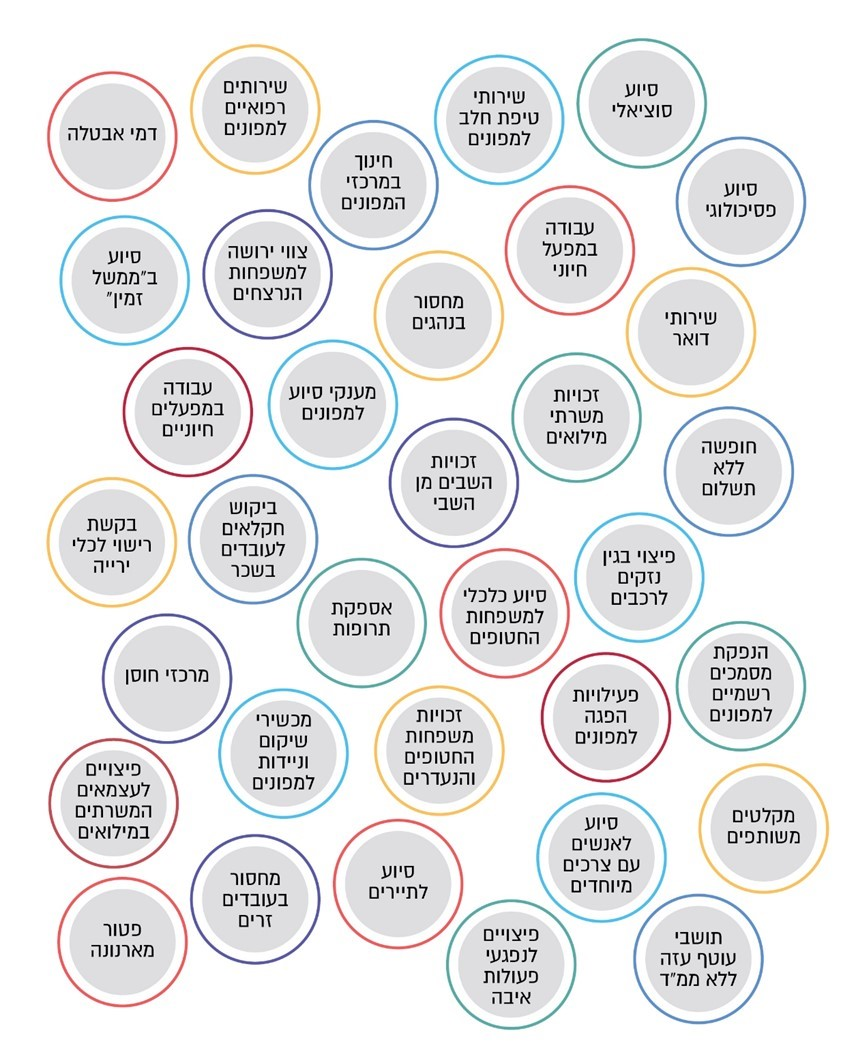 סיוע
סוציאלי
שירותי
טיפת חלב
למפונים
שירותים
רפואיים
למפונים
דמי אבטלה
סיוע
פסיכולוגי
חינוך
במרכזי
המפונים
עבודה
במפעל
חיוני
צווי ירושה
למשפחות
הנרצחים
סיוע
ב"ממשל
זמין"
שירותי
דואר
מחסור
בנהגים
זכויות
משרתי
מילואים
מענקי סיוע
למפונים
עבודה
במפעלים
חיוניים
חופשה
ללא
תשלום
זכויות
השבים מן
השבי
ביקוש
חקלאים
לעובדים
בשכר
בקשת
רישוי לכלי
ירייה
פיצוי בגין
נזקים
לרכבים
סיוע כלכלי
למשפחות
החטופים
אספקת
תרופות
הנפקת
מסמכים
רשמיים
למפונים
מרכזי חוסן
פעילויות
הפגה
למפונים
זכויות
משפחות
החטופים
והנעדרים
מכשירי
שיקום
וניידות
למפונים
פיצויים
לעצמאים
המשרתים
במילואים
מקלטים
משותפים
סיוע
לאנשים
עם צרכים
מיוחדים
סיוע
לתיירים
מחסור
בעובדים
זרים
פטור
מארנונה
תושבי
עוטף עזה
ללא ממ"ד
פיצויים
לנפגעי
פעולות
איבה